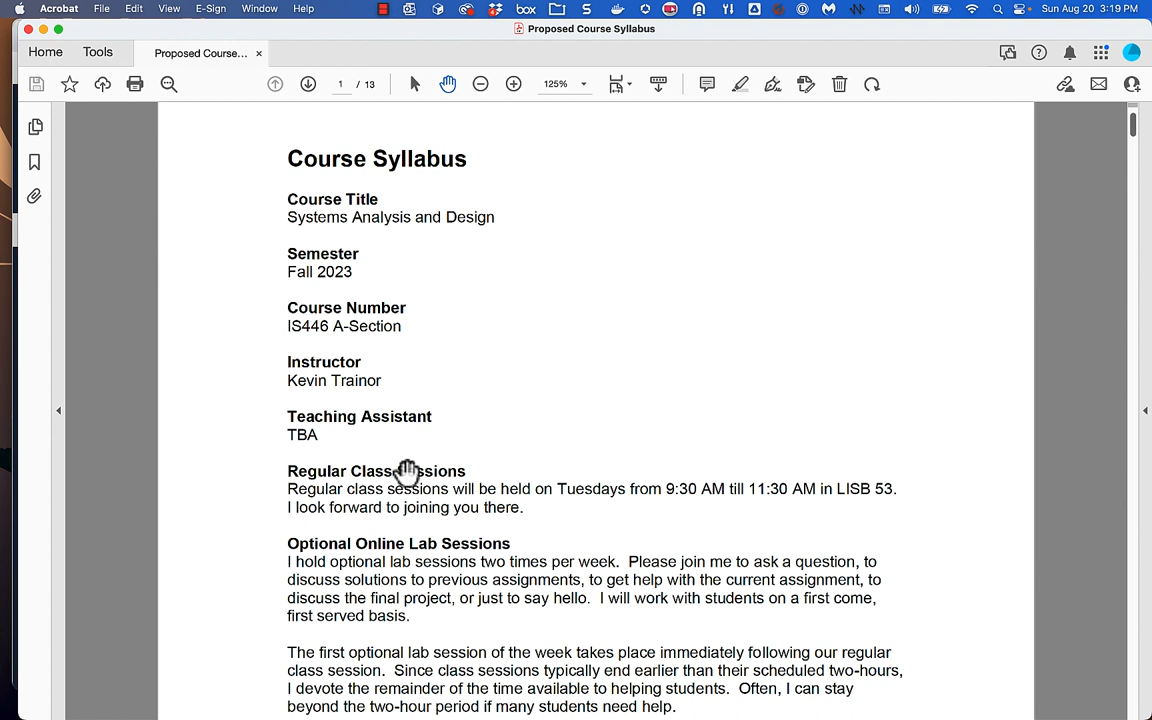 Acrobat File Edit View E-Sign Window Help box Sun Aug 20 3:19 PM
Proposed Course Syllabus
Home Tools Proposed Course... ×
1 / 13 125%
Course Syllabus
Course Title
Systems Analysis and Design
Semester
Fall 2023
Course Number
IS446 A-Section
Instructor
Kevin Trainor
Teaching Assistant
TBA
Regular Class Sessions
Regular class sessions will be held on Tuesdays from 9:30 AM till 11:30 AM in LISB 53.
I look forward to joining you there.
Optional Online Lab Sessions
I hold optional lab sessions two times per week. Please join me to ask a question, to
discuss solutions to previous assignments, to get help with the current assignment, to
discuss the final project, or just to say hello. I will work with students on a first come,
first served basis.
The first optional lab session of the week takes place immediately following our regular
class session. Since class sessions typically end earlier than their scheduled two-hours,
I devote the remainder of the time available to helping students. Often, I can stay
beyond the two-hour period if many students need help.